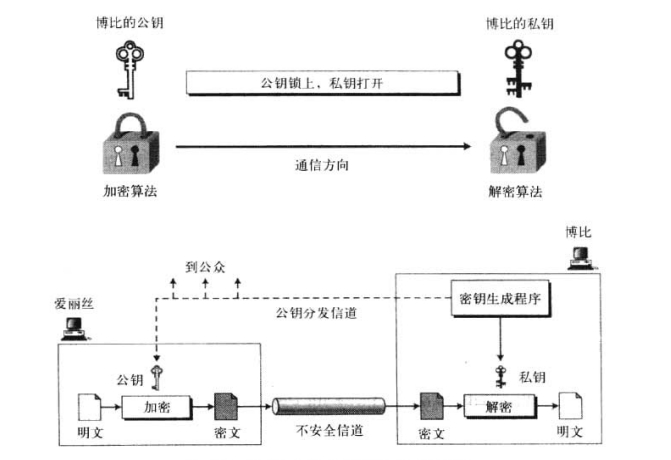 博比的公钥
博比的私钥
公钥锁上，私钥打开
通信方向
加密算法
解密算法
博比
到公众
密钥生成程序
公钥分发信道
爱丽丝
公钥
私钥
加密
解密
明文
密文
不安全信道
密文
明文